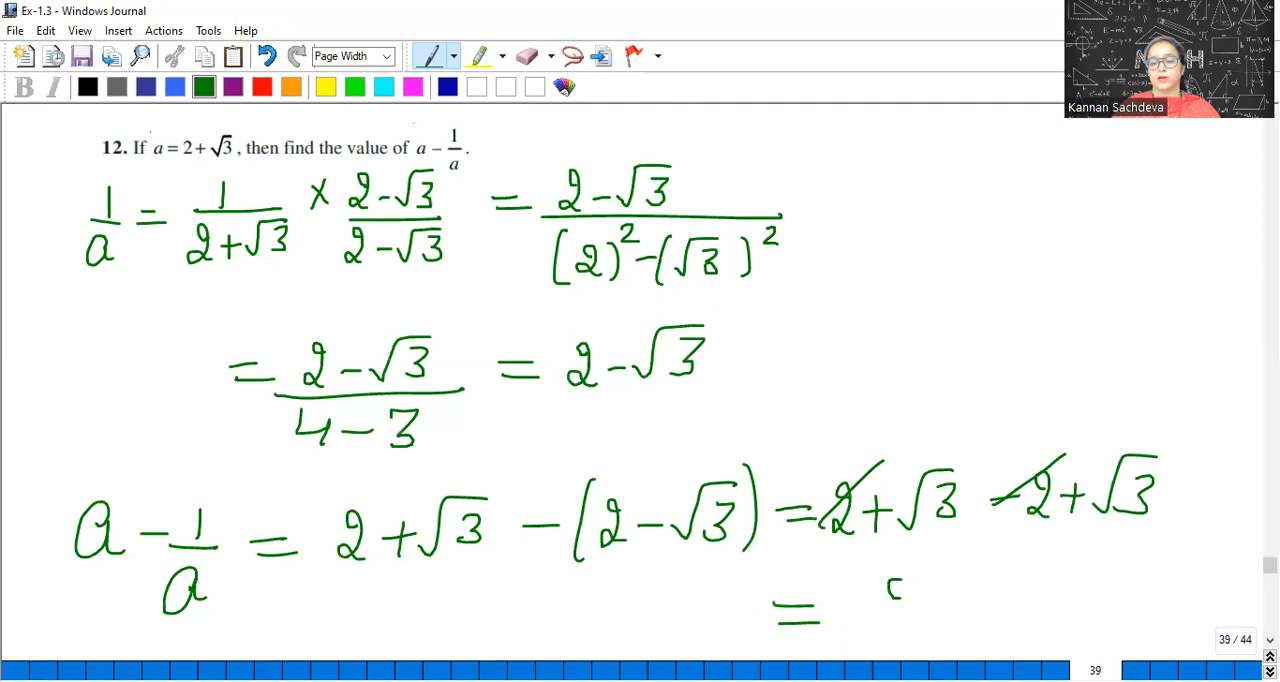 Ex-1.3 - Windows Journal
File Edit View Insert Actions Tools Help
Page Width
B I
Kannan Sachdeva
12. If a = 2 + √3, then find the value of a − 1/a.
1/a = 1/(2+√3) × (2−√3)/(2−√3) = (2−√3)/((2)²−(√3)²)
= (2−√3)/(4−3) = 2−√3
a − 1/a = 2+√3 −(2−√3) = 2+√3 −2+√3
=
39 / 44
39